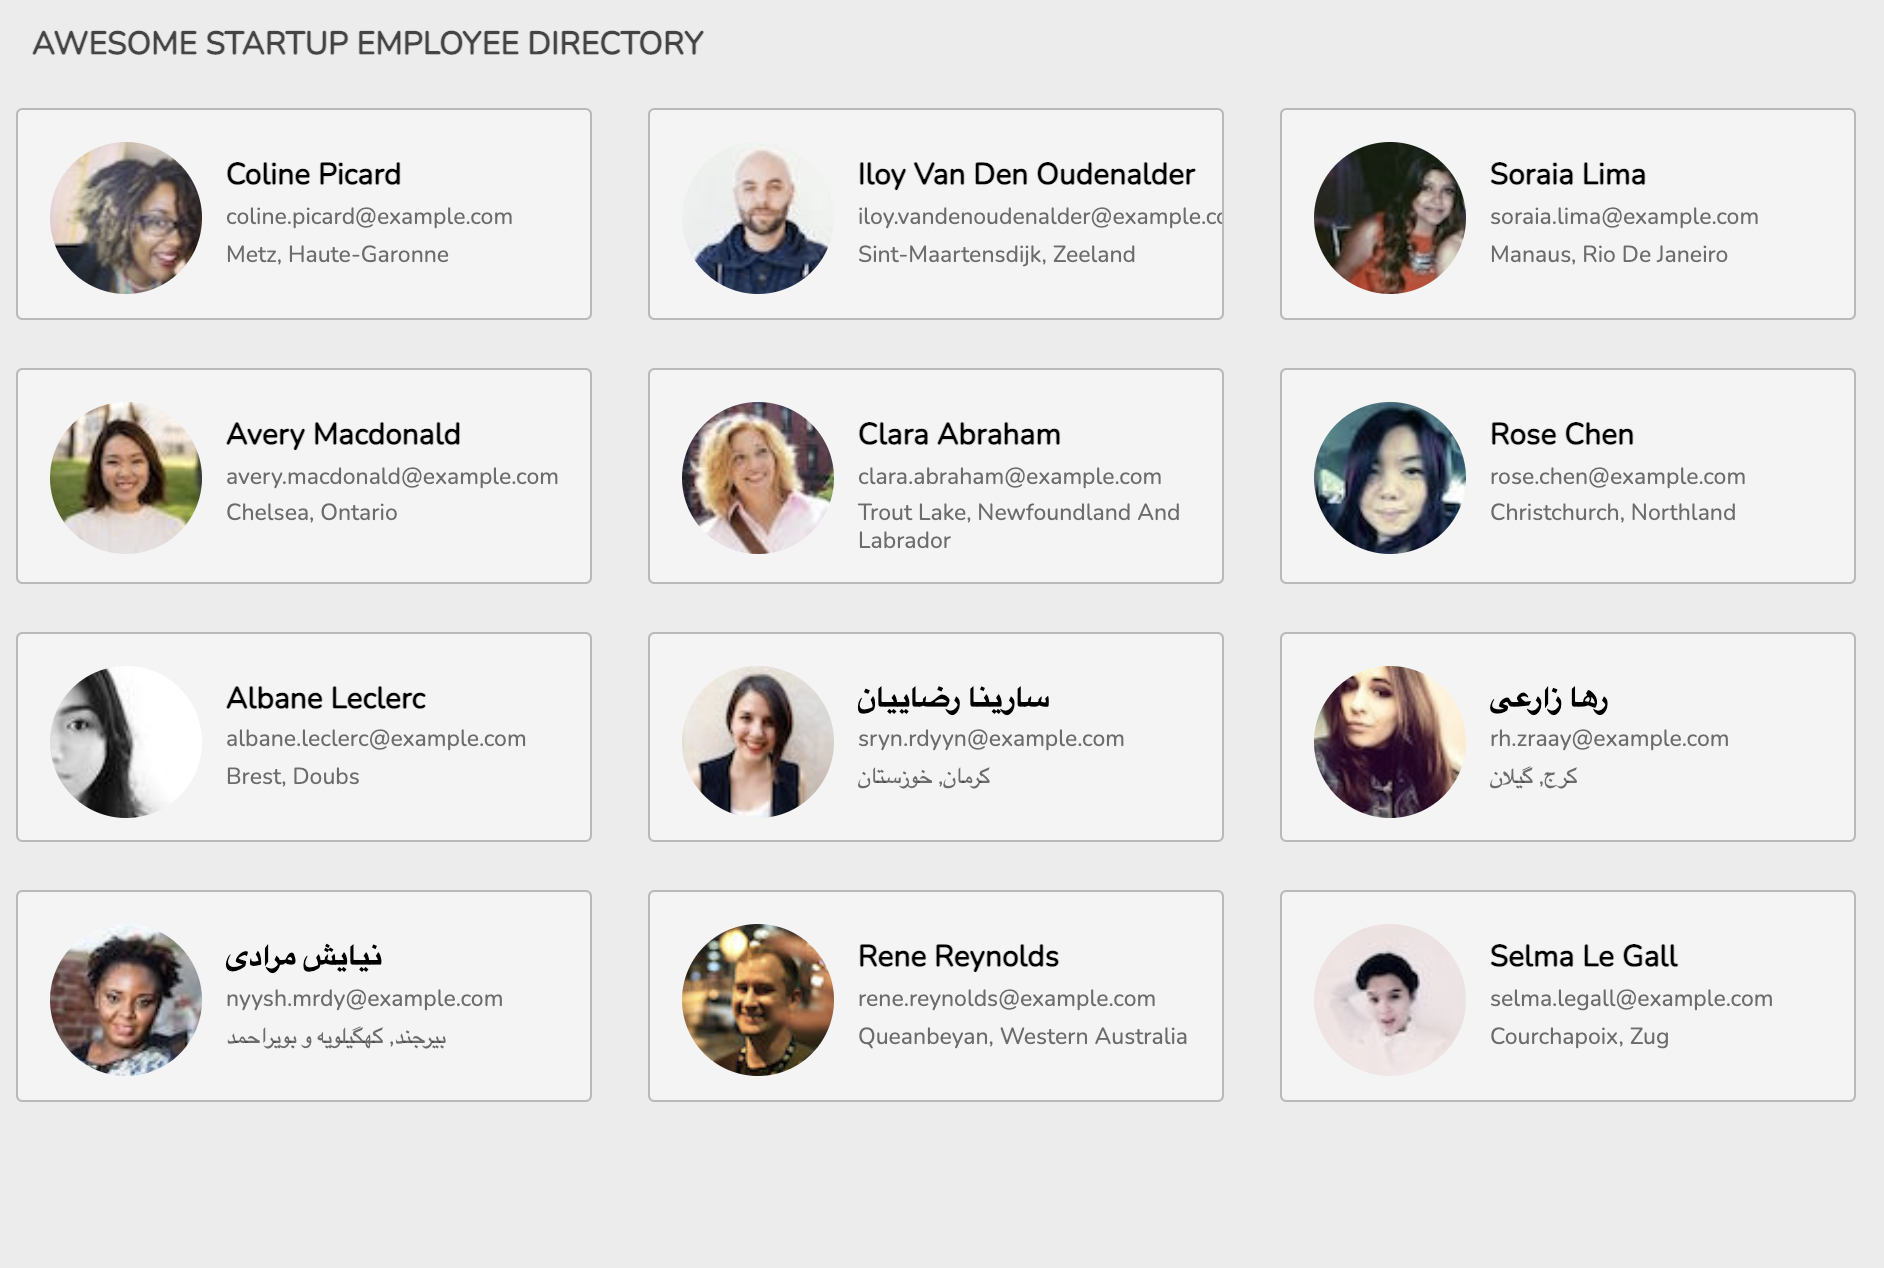 AWESOME STARTUP EMPLOYEE DIRECTORY
Coline Picard
coline.picard@example.com
Metz, Haute-Garonne
Iloy Van Den Oudenalder
iloy.vandenoudenalder@example.co
Sint-Maartensdijk, Zeeland
Soraia Lima
soraia.lima@example.com
Manaus, Rio De Janeiro
Avery Macdonald
avery.macdonald@example.com
Chelsea, Ontario
Clara Abraham
clara.abraham@example.com
Trout Lake, Newfoundland And
Labrador
Rose Chen
rose.chen@example.com
Christchurch, Northland
Albane Leclerc
albane.leclerc@example.com
Brest, Doubs
سارینا رضاییان
sryn.rdyyn@example.com
کرمان, خوزستان
رها زارعی
rh.zraay@example.com
کرج, گیلان
نیایش مرادی
nyysh.mrdy@example.com
بیرجند, کهگیلویه و بویراحمد
Rene Reynolds
rene.reynolds@example.com
Queanbeyan, Western Australia
Selma Le Gall
selma.legall@example.com
Courchapoix, Zug